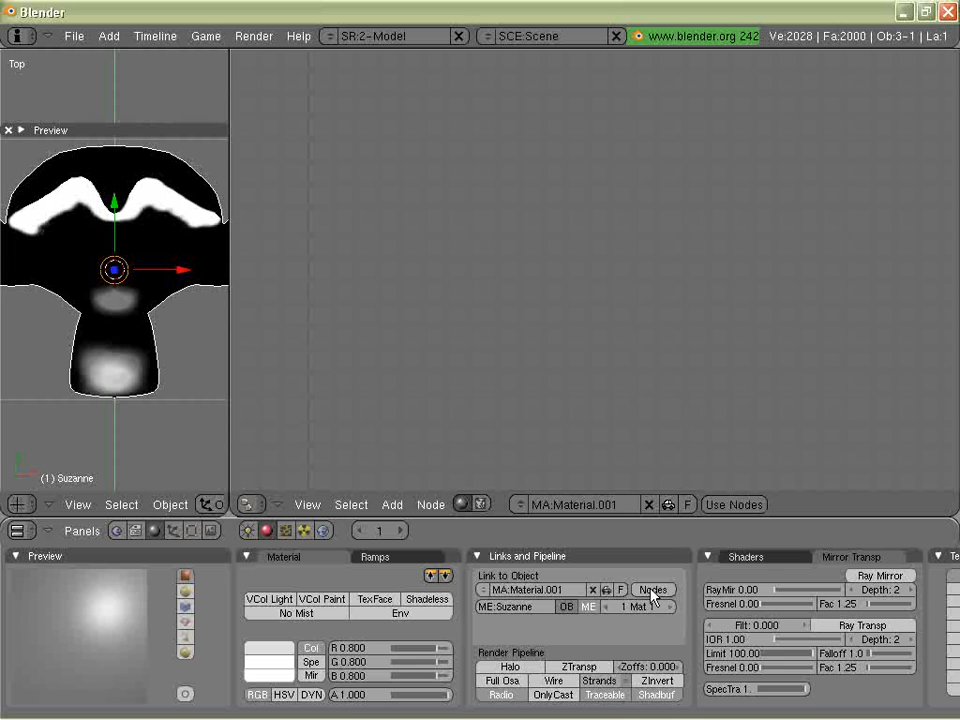 Blender
File Add Timeline Game Render Help SR:2-Model SCE:Scene www.blender.org 242 Ve:2028 | Fa:2000 | Ob:3-1 | La:1
Top
Preview
(1) Suzanne
View Select Object O View Select Add Node MA:Material.001 F Use Nodes
Panels 1
Preview Material Ramps Links and Pipeline Shaders Mirror Transp Te
Link to Object Ray Mirror
MA:Material.001 F Nodes RayMir 0.00 Depth: 2
VCol Light VCol Paint TexFace Shadeless ME:Suzanne OB ME 1 Mat 1 Fresnel 0.00 Fac 1.25
No Mist Env
Filt: 0.000 Ray Transp
IOR 1.00 Depth: 2
Col R 0.800 Render Pipeline Limit 100.00 Falloff 1.0
Spe G 0.800 Halo ZTransp Zoffs: 0.000 Fresnel 0.00 Fac 1.25
Mir B 0.800 Full Osa Wire Strands ZInvert
RGB HSV DYN A 1.000 Radio OnlyCast Traceable Shadbuf SpecTra 1.